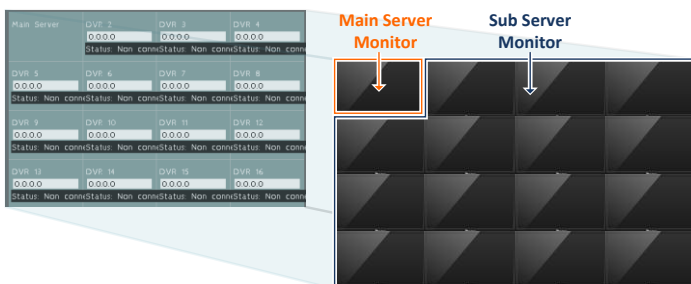 Main Server DVR 2 DVR 3 DVR 4
0.0.0.0 0.0.0.0 0.0.0.0
Status: Non conn Status: Non conn Status: Non conn
DVR 5 DVR 6 DVR 7 DVR 8
0.0.0.0 0.0.0.0 0.0.0.0 0.0.0.0
Status: Non conn Status: Non conn Status: Non conn Status: Non conn
DVR 9 DVR 10 DVR 11 DVR 12
0.0.0.0 0.0.0.0 0.0.0.0 0.0.0.0
Status: Non conn Status: Non conn Status: Non conn Status: Non conn
DVR 13 DVR 14 DVR 15 DVR 16
0.0.0.0 0.0.0.0 0.0.0.0 0.0.0.0
Status: Non conn Status: Non conn Status: Non conn Status: Non conn
Main Server
Monitor
Sub Server
Monitor